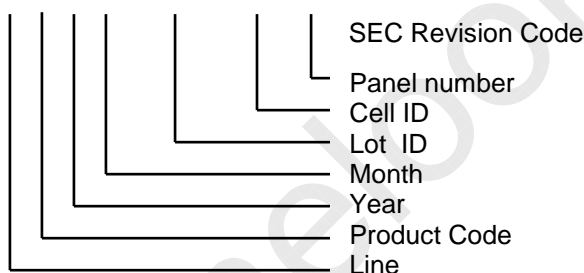 SEC Revision Code
Panel number
Cell ID
Lot ID
Month
Year
Product Code
Line